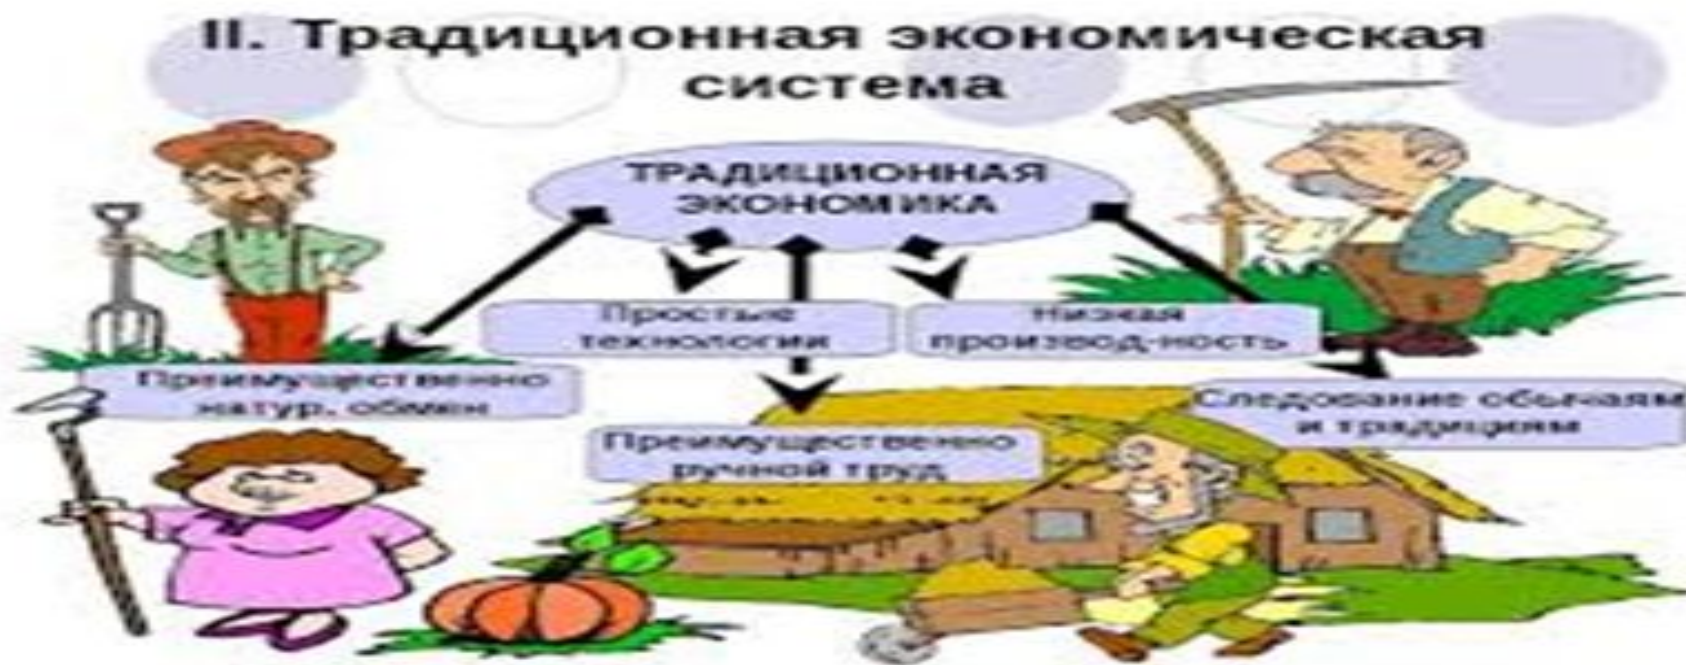 II. Традиционная экономическая
система
ТРАДИЦИОННАЯ
ЭКОНОМИКА
Простые
технологии
Низкая
производ-ность
Преимущественно
натур. обмен
Следование обычаям
и традициям
Преимущественно
ручной труд